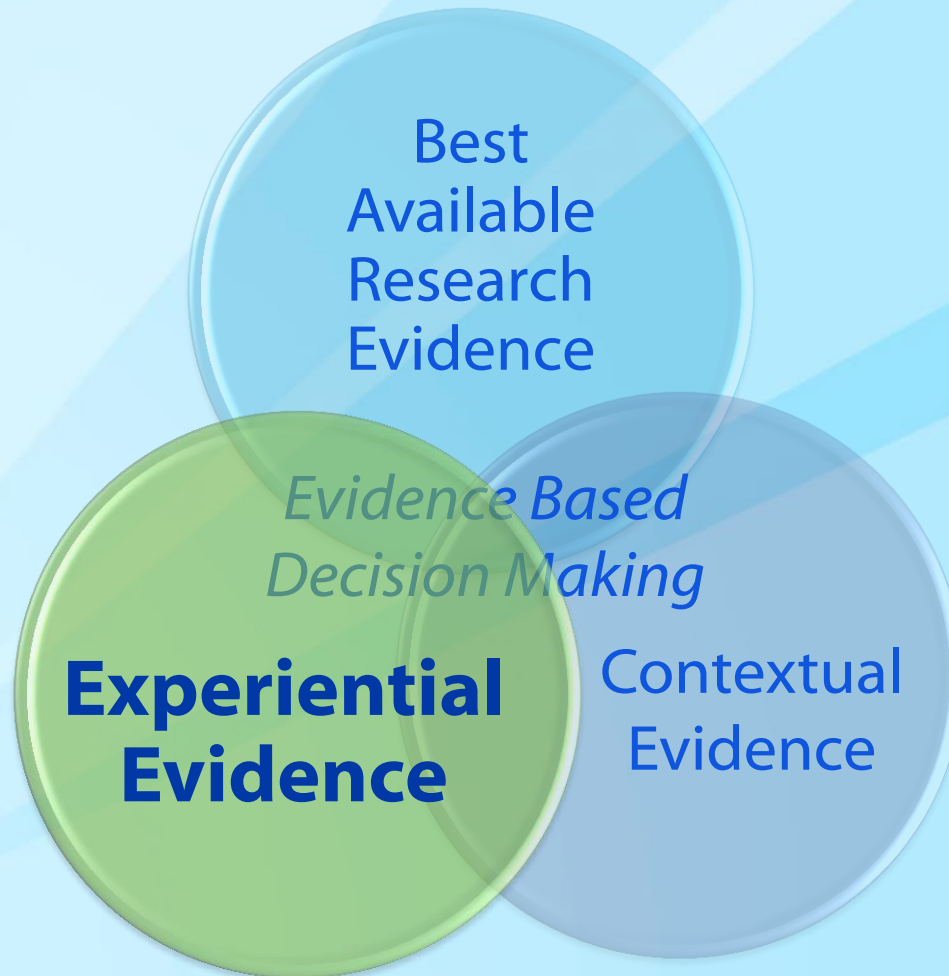 Best
Available
Research
Evidence
Evidence Based
Decision Making
Experiential
Evidence
Contextual
Evidence